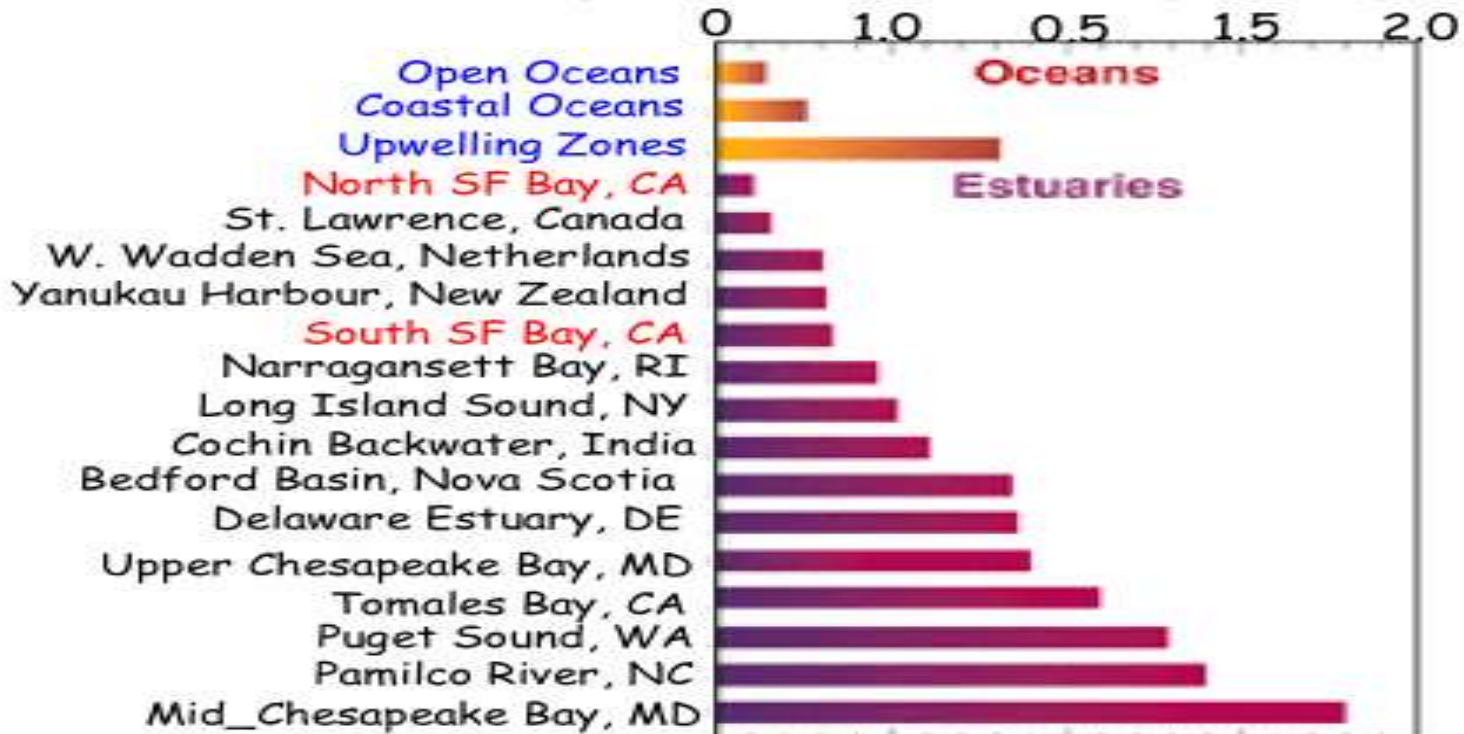 0 1.0 0.5 1.5 2.0
Open Oceans
Oceans
Coastal Oceans
Upwelling Zones
North SF Bay, CA
Estuaries
St. Lawrence, Canada
W. Wadden Sea, Netherlands
Yanukau Harbour, New Zealand
South SF Bay, CA
Narragansett Bay, RI
Long Island Sound, NY
Cochin Backwater, India
Bedford Basin, Nova Scotia
Delaware Estuary, DE
Upper Chesapeake Bay, MD
Tomales Bay, CA
Puget Sound, WA
Pamilco River, NC
Mid_Chesapeake Bay, MD